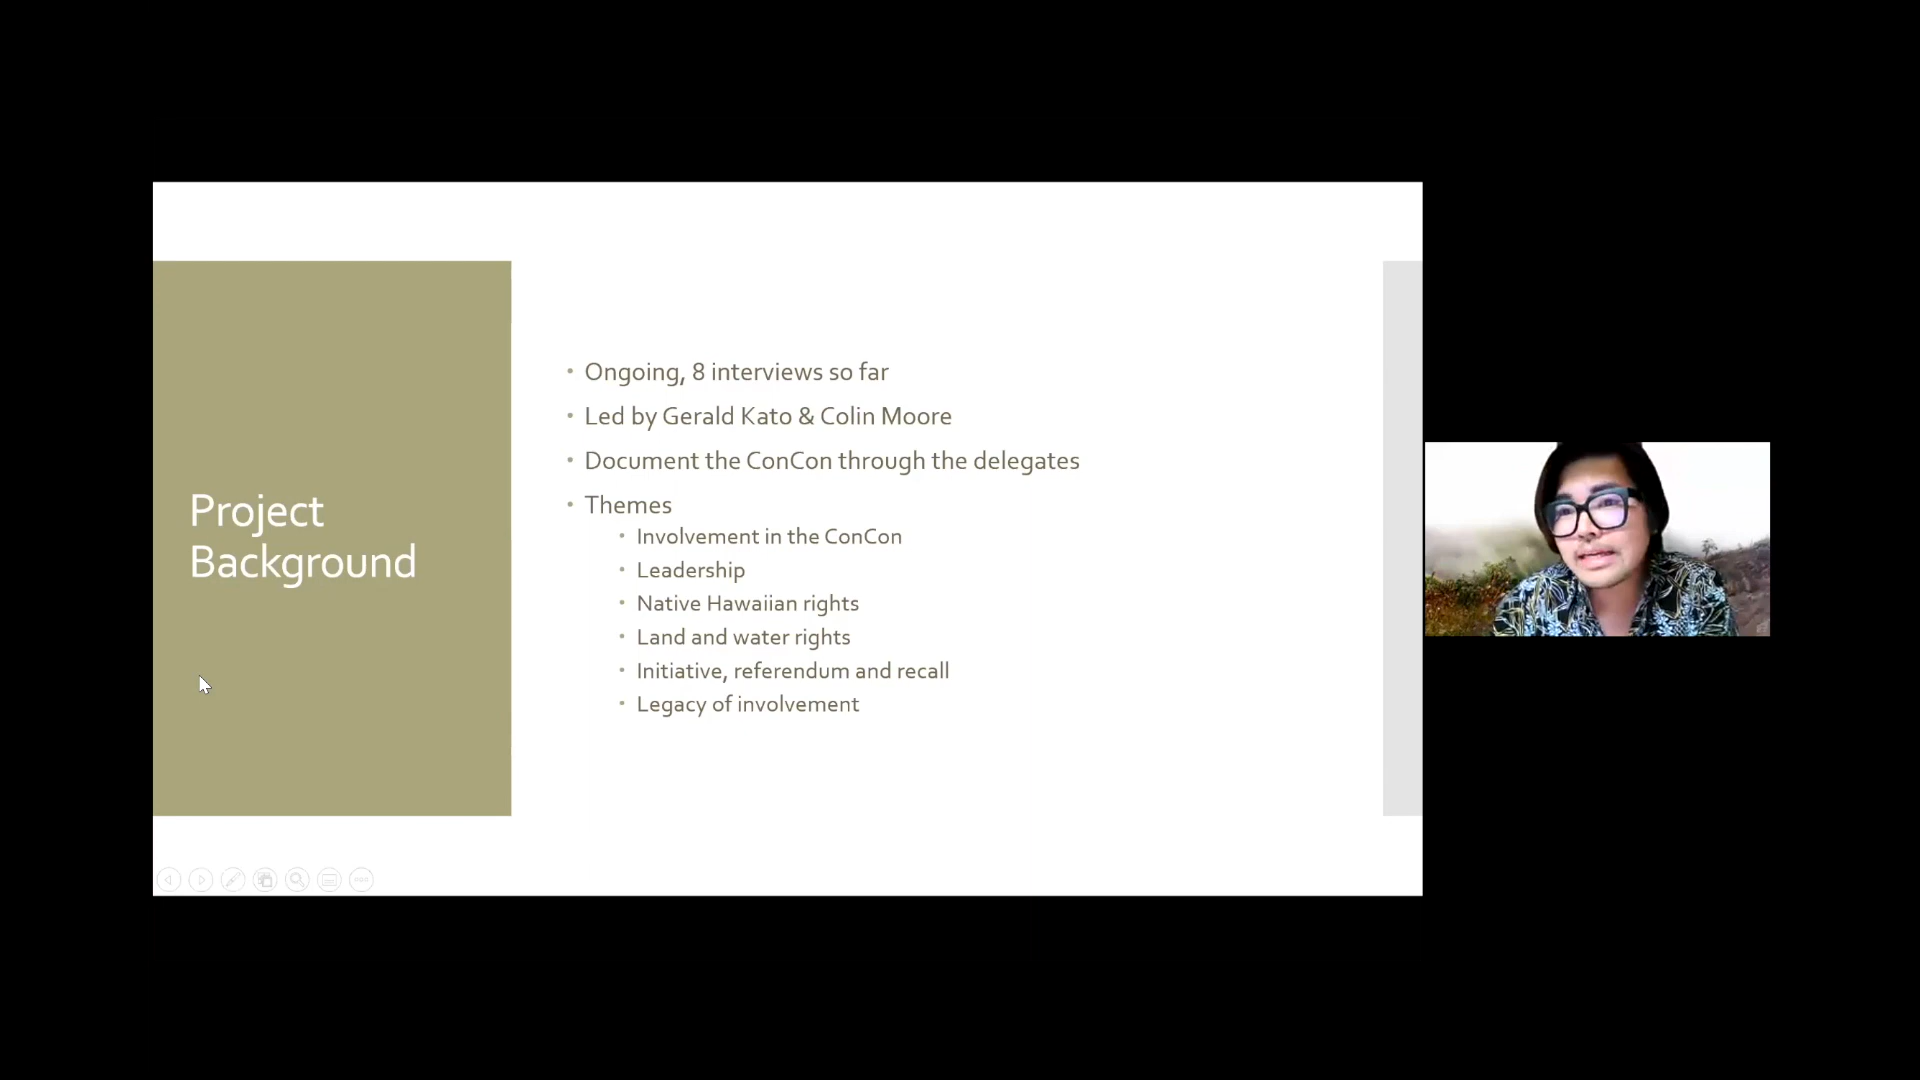 Project
Background
Ongoing, 8 interviews so far
Led by Gerald Kato & Colin Moore
Document the ConCon through the delegates
Themes
Involvement in the ConCon
Leadership
Native Hawaiian rights
Land and water rights
Initiative, referendum and recall
Legacy of involvement